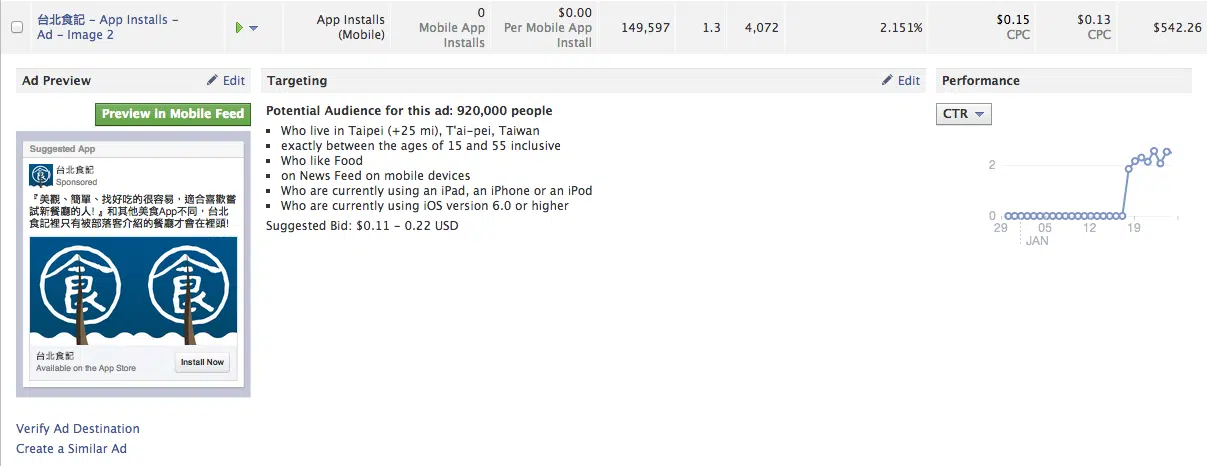 台北食記 – App Installs –
Ad – Image 2
App Installs
(Mobile)
0
Mobile App
Installs
$0.00
Per Mobile App
Install
149,597
1.3
4,072
2.151%
$0.15
CPC
$0.13
CPC
$542.26
Ad Preview
Edit
Targeting
Edit
Performance
Preview in Mobile Feed
Suggested App
台北食記
Sponsored
『美觀、簡單、找好吃的很容易，適合喜歡嘗
試新餐廳的人!』和其他美食App不同，台北
食記裡只有被部落客介紹的餐廳才會在裡頭!
食 食
台北食記
Available on the App Store
Install Now
Verify Ad Destination
Create a Similar Ad
Potential Audience for this ad: 920,000 people
Who live in Taipei (+25 mi), T'ai-pei, Taiwan
exactly between the ages of 15 and 55 inclusive
Who like Food
on News Feed on mobile devices
Who are currently using an iPad, an iPhone or an iPod
Who are currently using iOS version 6.0 or higher
Suggested Bid: $0.11 – 0.22 USD
CTR
2
0
29 05 12 19
JAN